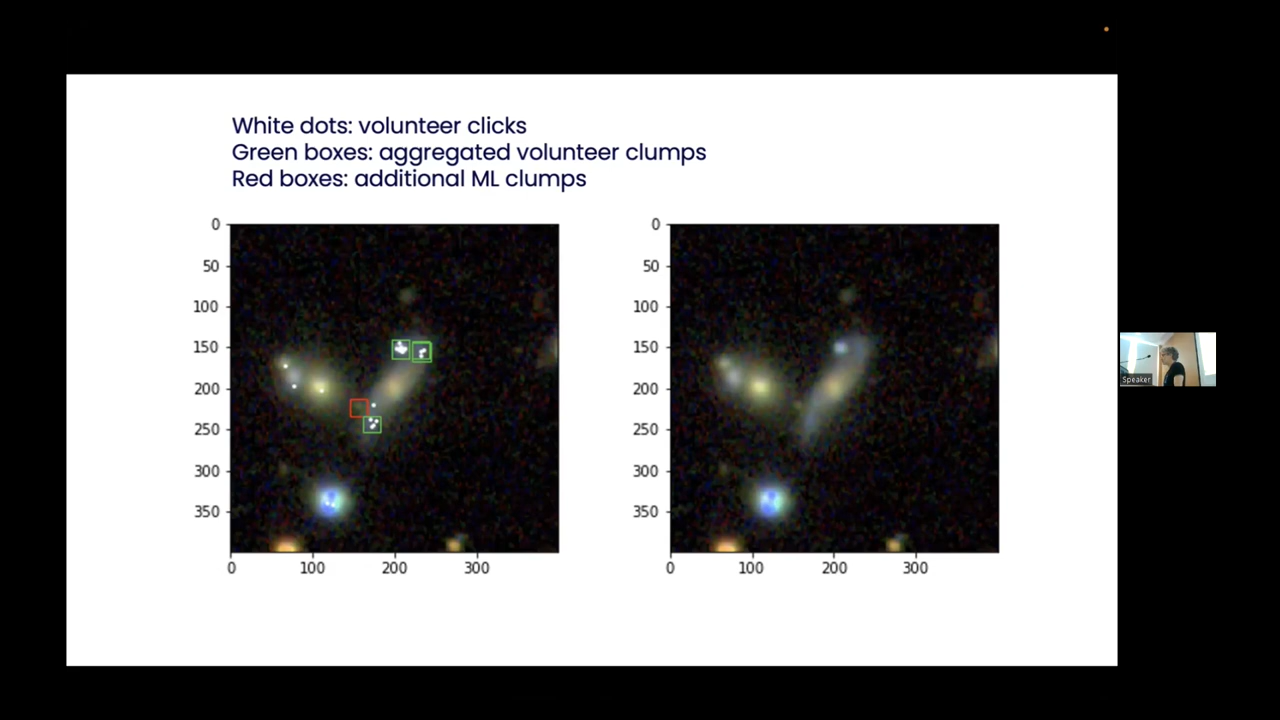 White dots: volunteer clicks
Green boxes: aggregated volunteer clumps
Red boxes: additional ML clumps
0
50
100
150
200
250
300
350
0 100 200 300
0
50
100
150
200
250
300
350
0 100 200 300
Speaker